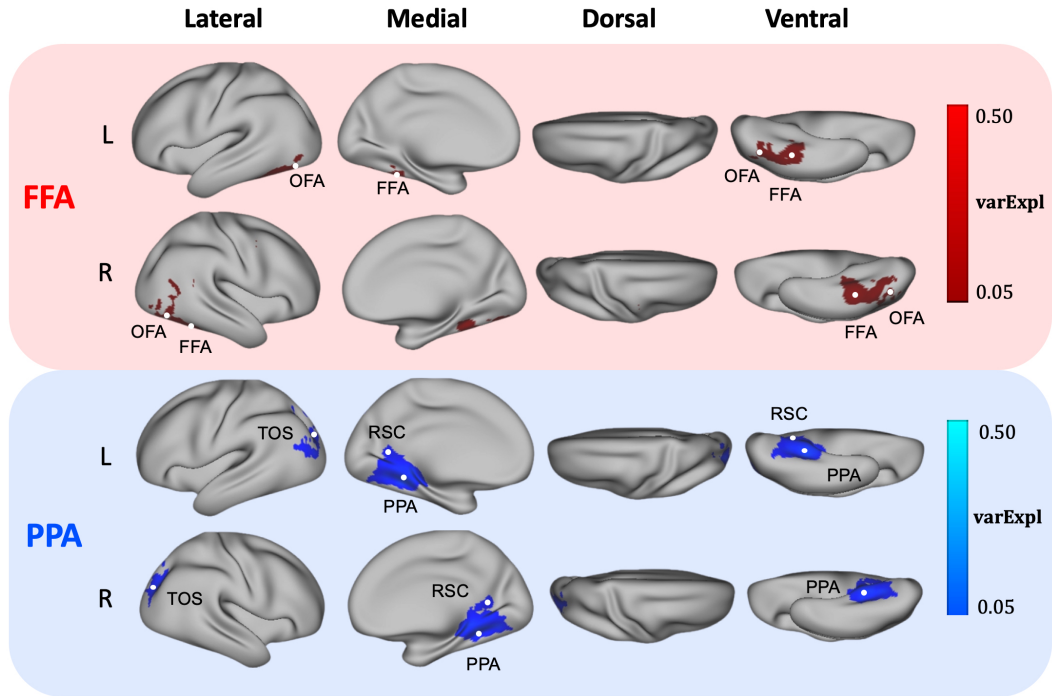 Lateral Medial Dorsal Ventral
L
OFA
FFA
OFA
FFA
0.50
varExpl
0.05
FFA
R
OFA
FFA
FFA
OFA
L
TOS
RSC
PPA
RSC
PPA
0.50
varExpl
0.05
PPA
R
TOS
RSC
PPA
PPA